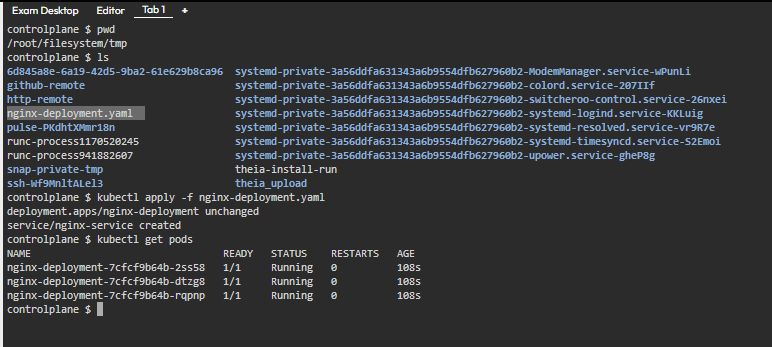 Exam Desktop Editor Tab 1 +
controlplane $ pwd
/root/filesystem/tmp
controlplane $ ls
6d845a8e-6a19-42d5-9ba2-61e629b8ca96 systemd-private-3a56ddfa631343a6b9554dfb627960b2-ModemManager.service-wPunLi
github-remote systemd-private-3a56ddfa631343a6b9554dfb627960b2-colord.service-207IIf
http-remote systemd-private-3a56ddfa631343a6b9554dfb627960b2-switcheroo-control.service-26nxei
nginx-deployment.yaml systemd-private-3a56ddfa631343a6b9554dfb627960b2-systemd-logind.service-KKLuig
pulse-PKdhtXMmr18n systemd-private-3a56ddfa631343a6b9554dfb627960b2-systemd-resolved.service-vr9R7e
runc-process1170520245 systemd-private-3a56ddfa631343a6b9554dfb627960b2-systemd-timesyncd.service-S2Emoi
runc-process941882607 systemd-private-3a56ddfa631343a6b9554dfb627960b2-upower.service-gheP8g
snap-private-tmp theia-install-run
ssh-Wf9MnltALel3 theia_upload
controlplane $ kubectl apply -f nginx-deployment.yaml
deployment.apps/nginx-deployment unchanged
service/nginx-service created
controlplane $ kubectl get pods
NAME READY STATUS RESTARTS AGE
nginx-deployment-7cfcf9b64b-2ss58 1/1 Running 0 108s
nginx-deployment-7cfcf9b64b-dtzg8 1/1 Running 0 108s
nginx-deployment-7cfcf9b64b-rqpnp 1/1 Running 0 108s
controlplane $